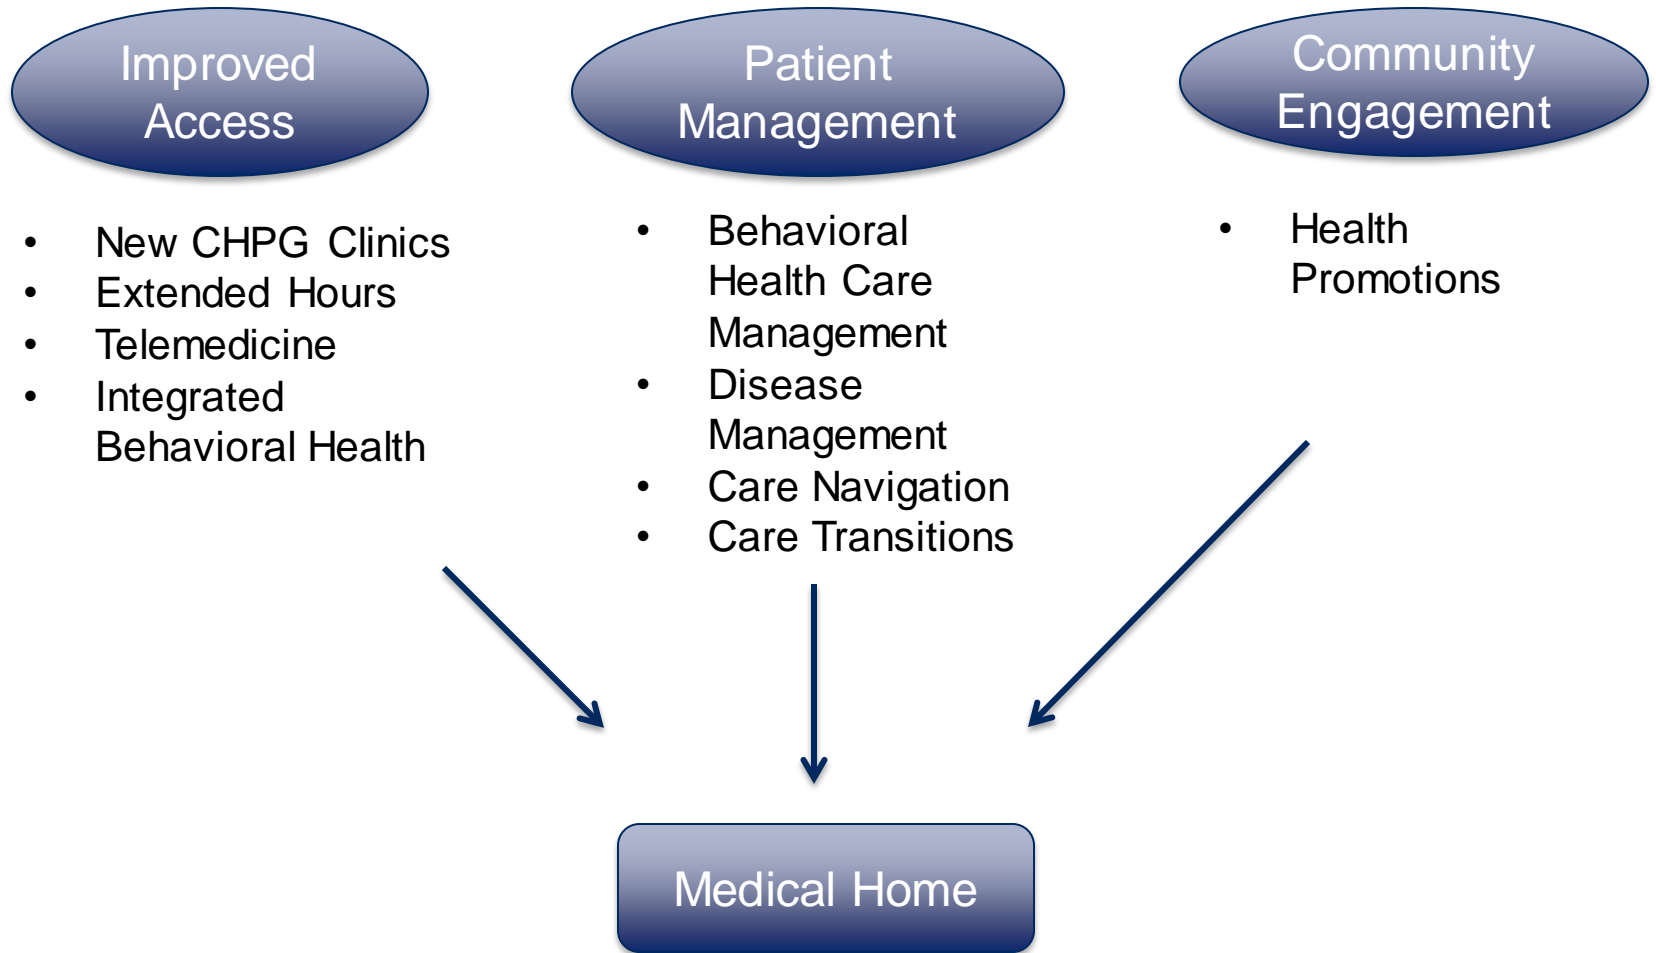 Improved
Access
• New CHPG Clinics
• Extended Hours
• Telemedicine
• Integrated
Behavioral Health
Patient
Management
• Behavioral
Health Care
Management
• Disease
Management
• Care Navigation
• Care Transitions
Community
Engagement
• Health
Promotions
Medical Home